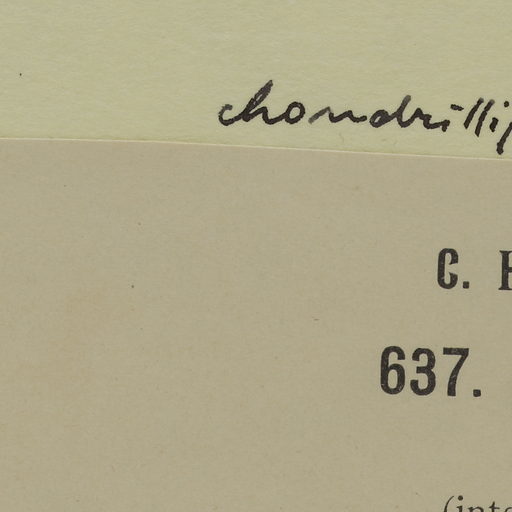 chondrilli
C.
637.
(inte